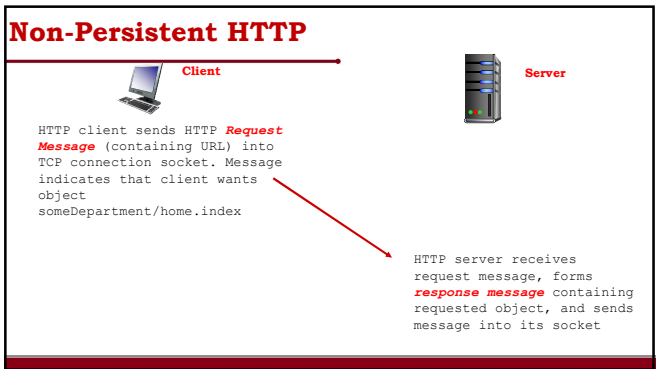 Non-Persistent HTTP
Client
Server
HTTP client sends HTTP Request
Message (containing URL) into
TCP connection socket. Message
indicates that client wants
object
someDepartment/home.index
HTTP server receives
request message, forms
response message containing
requested object, and sends
message into its socket